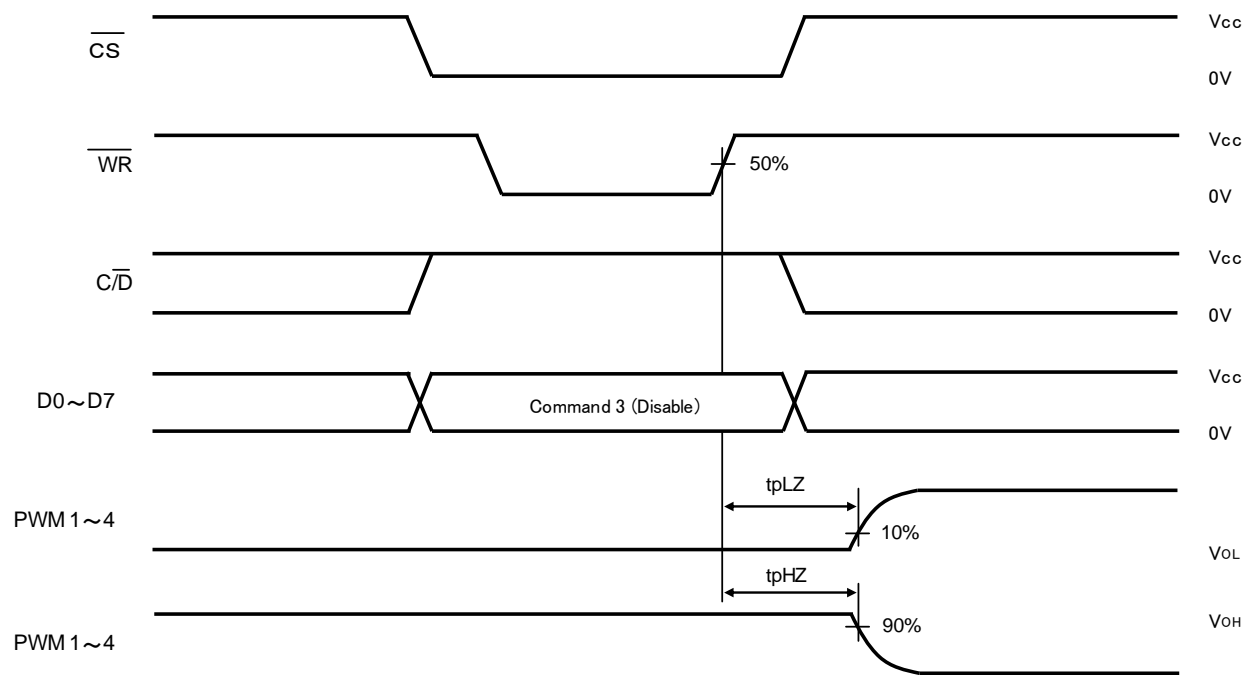 CS
Vcc
0V
WR
50%
Vcc
0V
C/D
Vcc
0V
D0～D7
Command 3 (Disable)
Vcc
0V
tpLZ
PWM 1～4
10%
VOL
tpHZ
PWM 1～4
90%
VOH